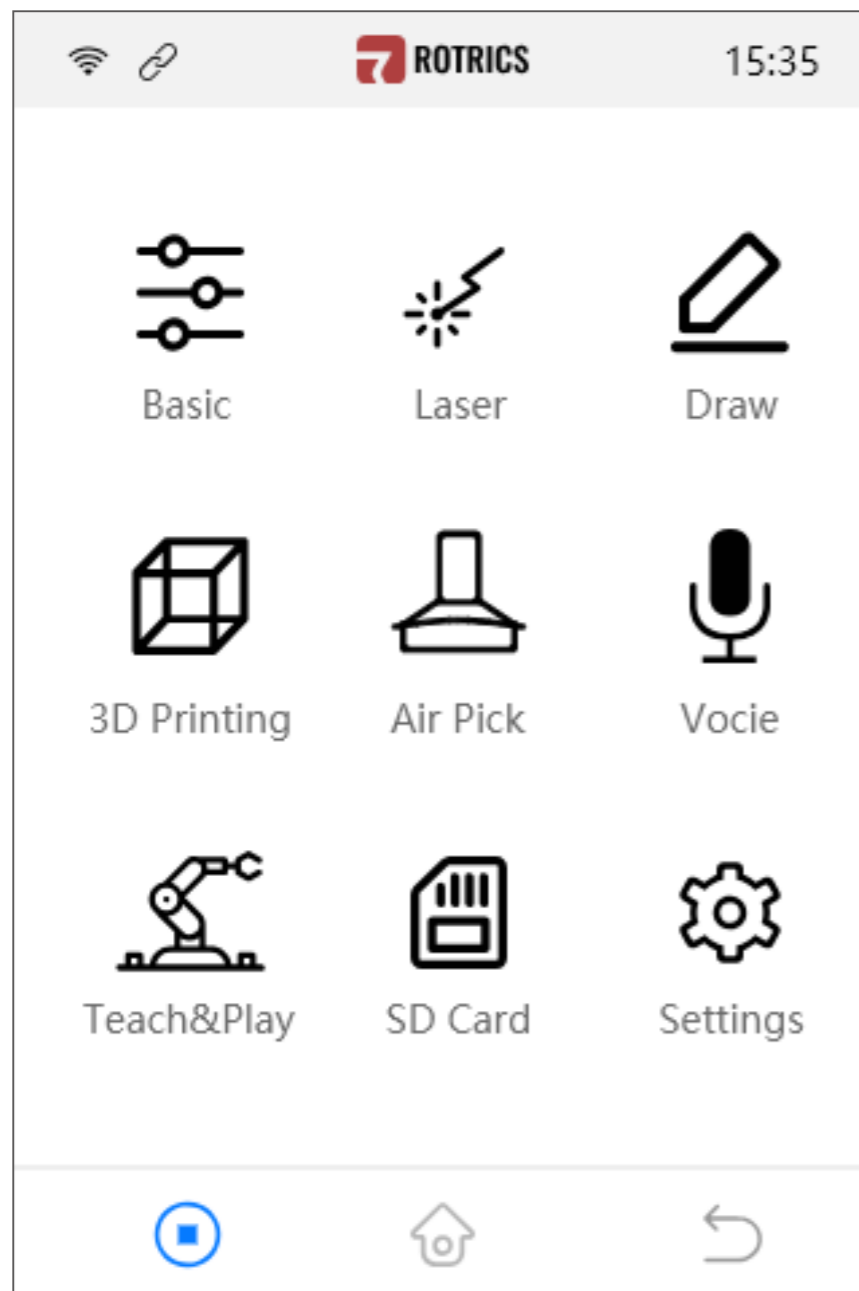 ROTRICS 15:35
Basic Laser Draw
3D Printing Air Pick Vocie
Teach&Play SD Card Settings